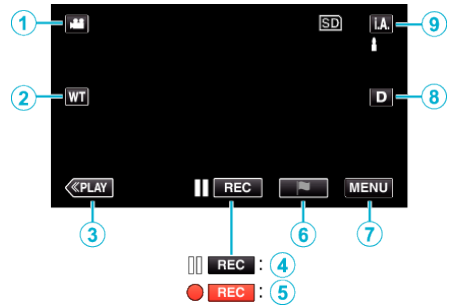 1 SD i.A. 9
2 WT D 8
≪PLAY REC MENU
3 6 7
REC : 4
REC : 5